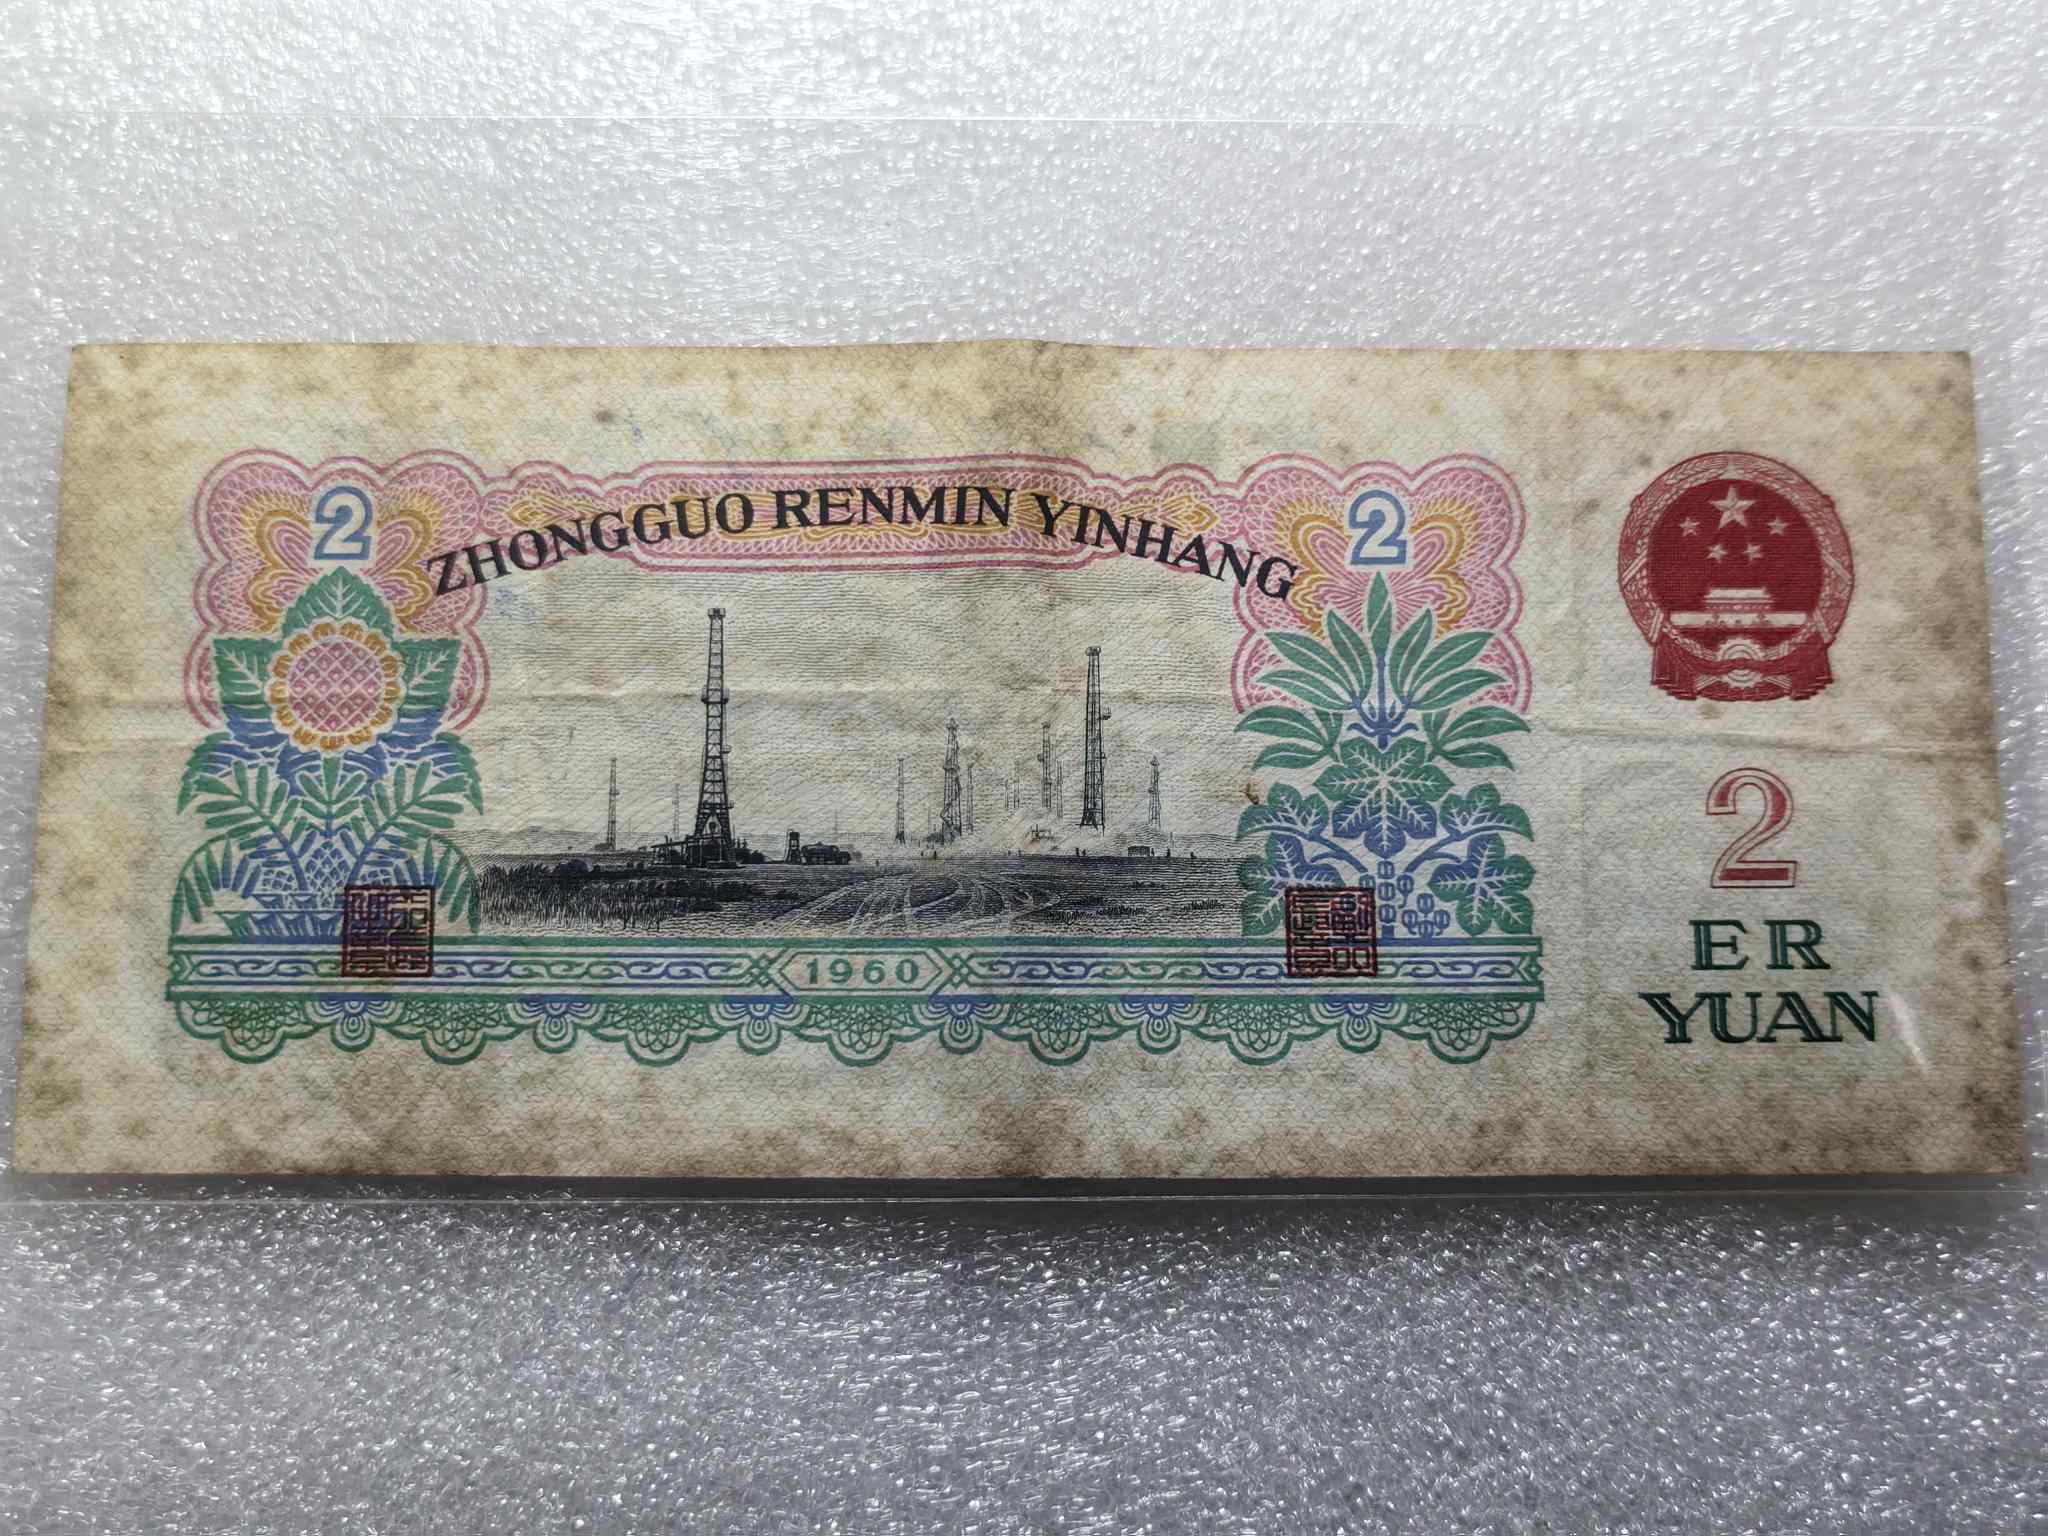 2
ZHONGGUO RENMIN YINHANG
2
2
ER
YUAN
1960